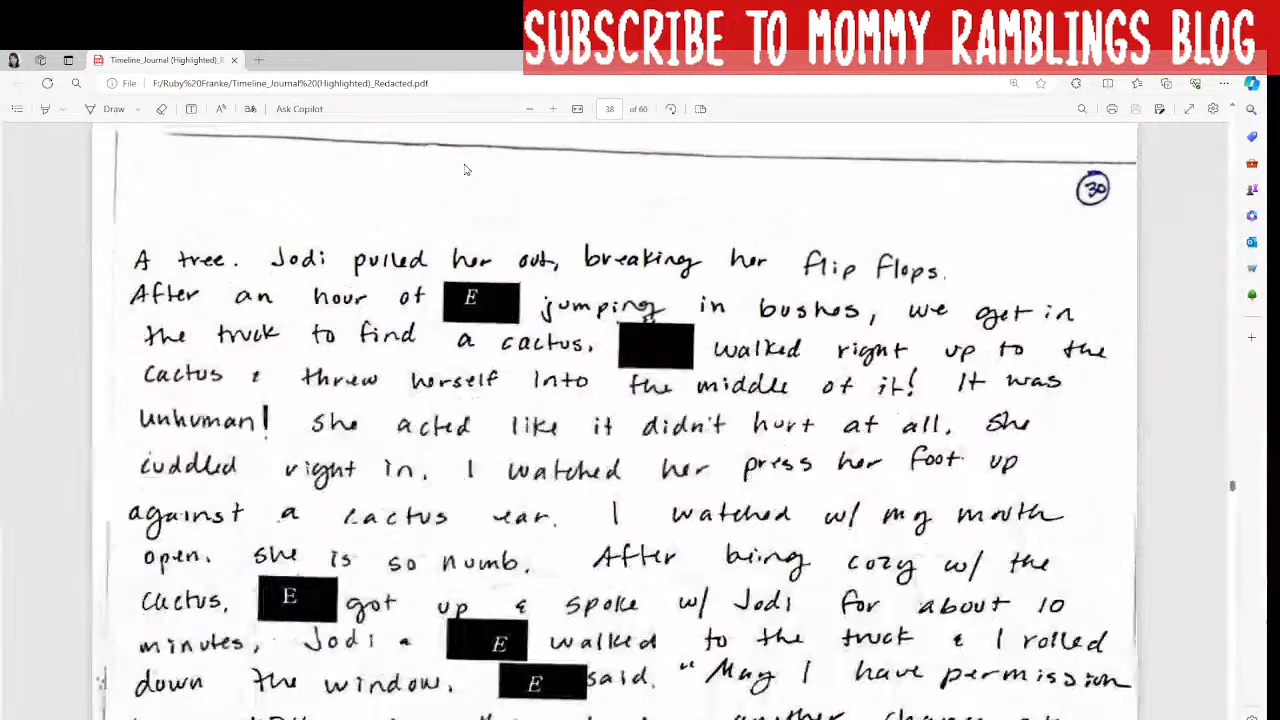 SUBSCRIBE TO MOMMY RAMBLINGS BLOG
Timeline_Journal (Highlighted)_R
File F:/Ruby%20Franke/Timeline_Journal%20(Highlighted)_Redacted.pdf
Draw Ask Copilot 38 of 60
30
A tree. Jodi pulled her out, breaking her flip flops.
After an hour of E jumping in bushes, we get in
the truck to find a cactus. walked right up to the
cactus & threw herself into the middle of it! It was
unhuman! She acted like it didn't hurt at all. She
cuddled right in. I watched her press her foot up
against a cactus ear. I watched w/ my mouth
open. She is so numb. After being cozy w/ the
cactus, E got up & spoke w/ Jodi for about 10
minutes. Jodi & E walked to the truck & I rolled
down the window. E said. "May I have permission
another chance